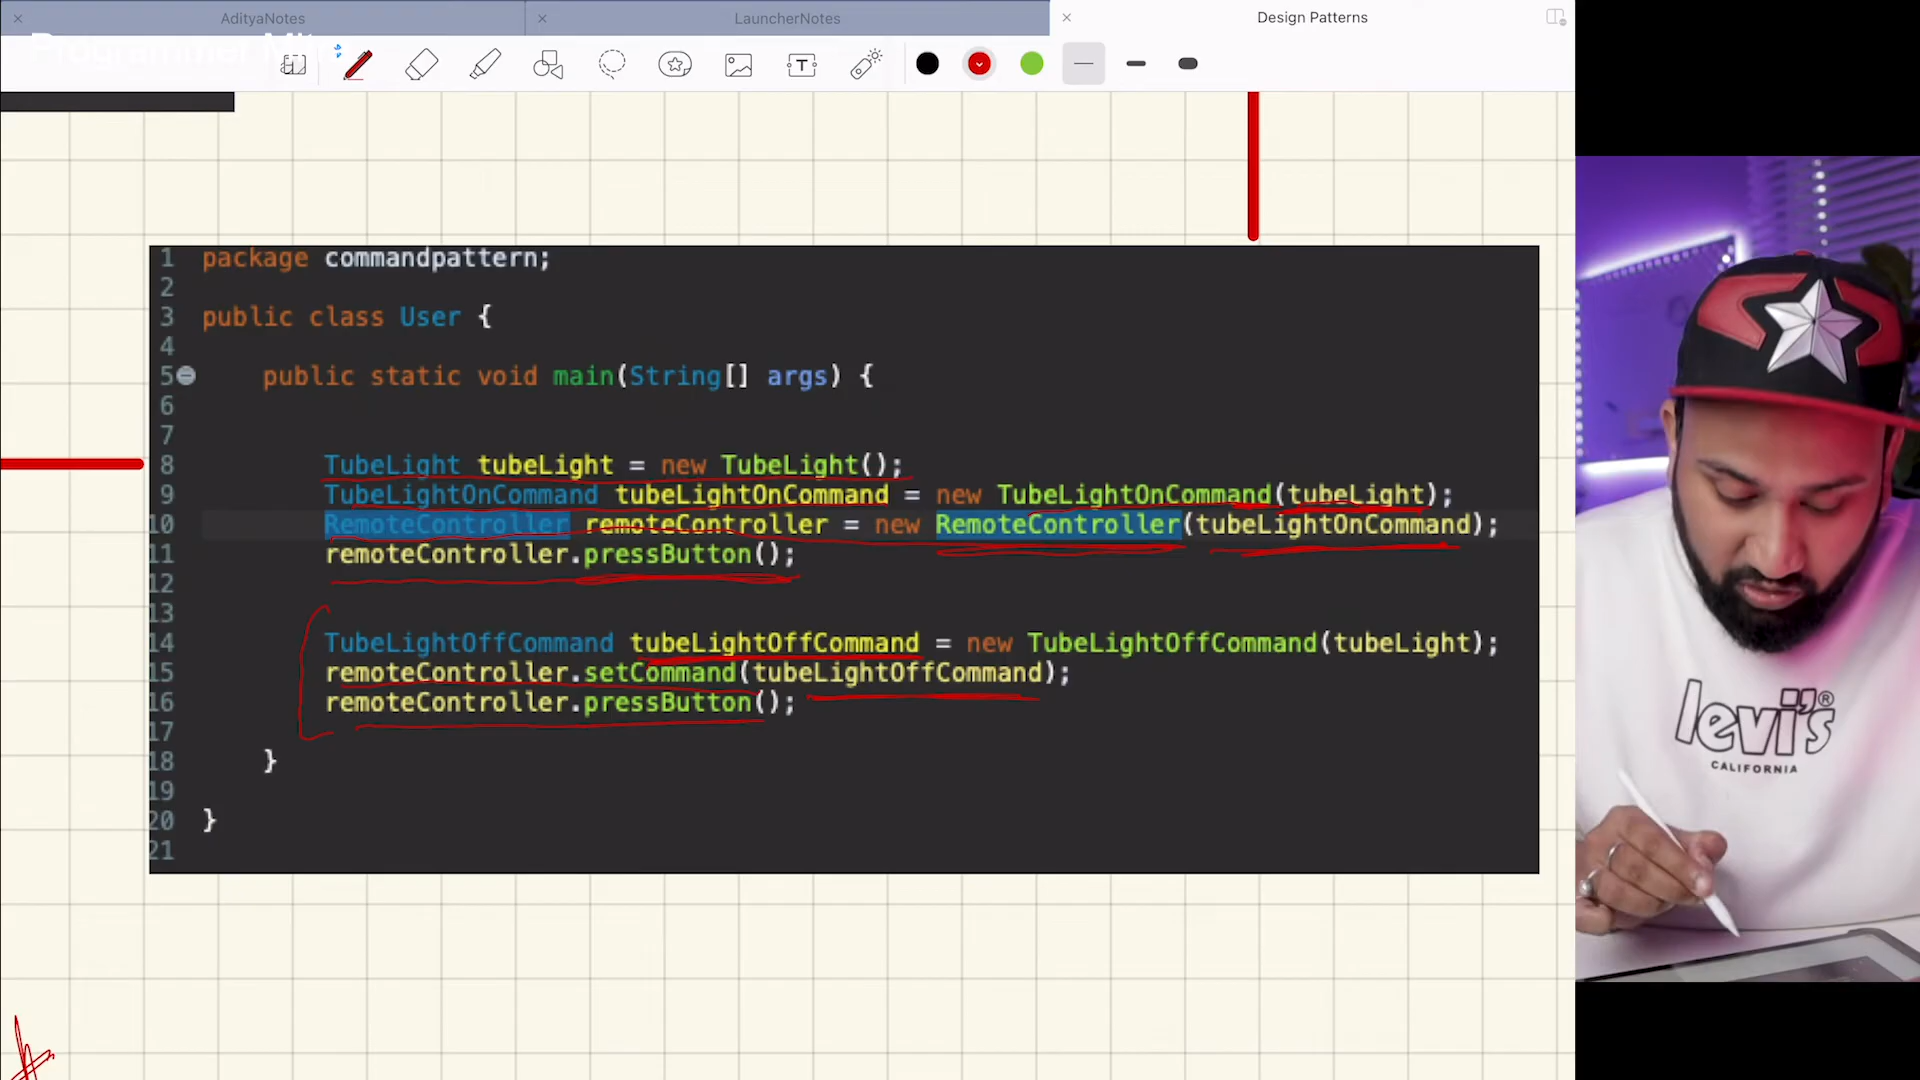 AdityaNotes
LauncherNotes
Design Patterns
Programmer Mitr
T
1 package commandpattern;
2
3 public class User {
4
5 public static void main(String[] args) {
6
7
8 TubeLight tubeLight = new TubeLight();
9 TubeLightOnCommand tubeLightOnCommand = new TubeLightOnCommand(tubeLight);
10 RemoteController remoteController = new RemoteController(tubeLightOnCommand);
11 remoteController.pressButton();
12
13
14 TubeLightOffCommand tubeLightOffCommand = new TubeLightOffCommand(tubeLight);
15 remoteController.setCommand(tubeLightOffCommand);
16 remoteController.pressButton();
17
18 }
19
20 }
21
levi's®
CALIFORNIA